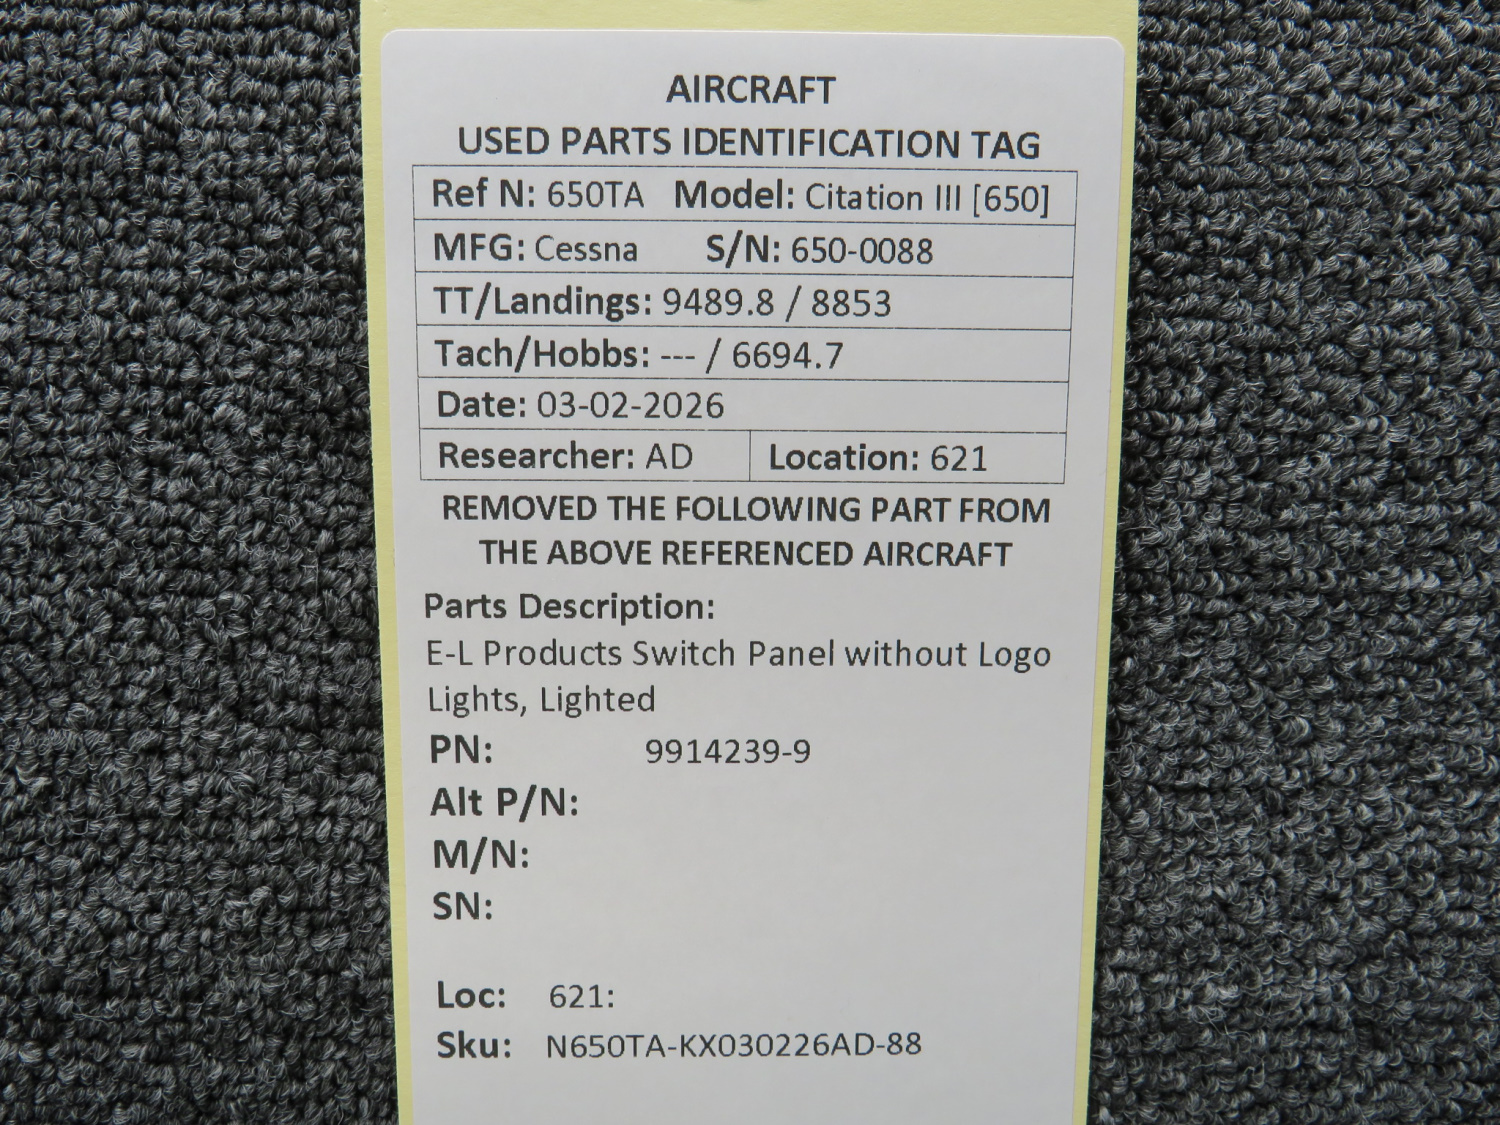 AIRCRAFT
USED PARTS IDENTIFICATION TAG
Ref N: 650TA Model: Citation III [650]
MFG: Cessna S/N: 650-0088
TT/Landings: 9489.8 / 8853
Tach/Hobbs: --- / 6694.7
Date: 03-02-2026
Researcher: AD Location: 621
REMOVED THE FOLLOWING PART FROM
THE ABOVE REFERENCED AIRCRAFT
Parts Description:
E-L Products Switch Panel without Logo
Lights, Lighted
PN: 9914239-9
Alt P/N:
M/N:
SN:
Loc: 621:
Sku: N650TA-KX030226AD-88